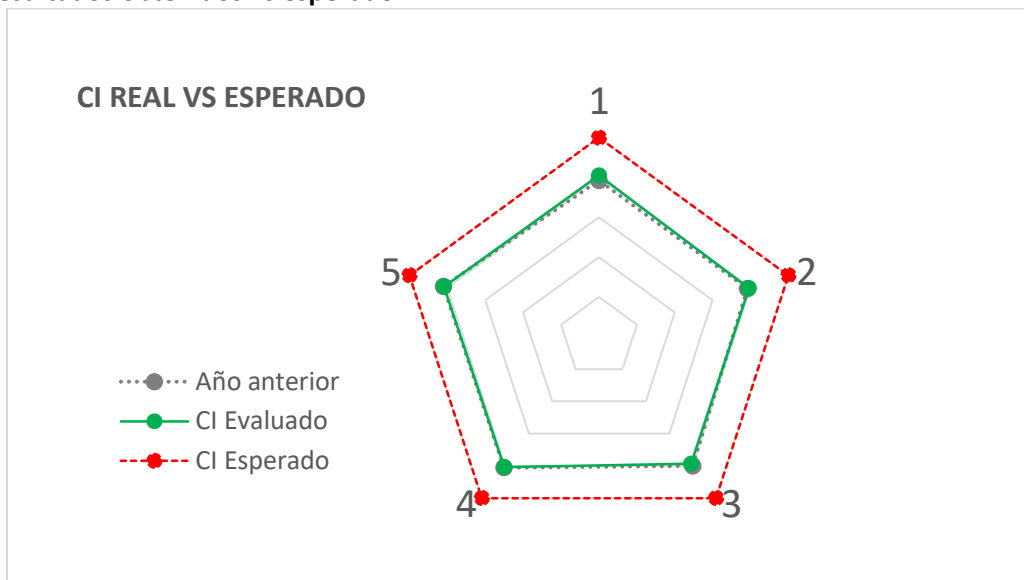 CI REAL VS ESPERADO
1
2
3
4
5
Año anterior
CI Evaluado
CI Esperado